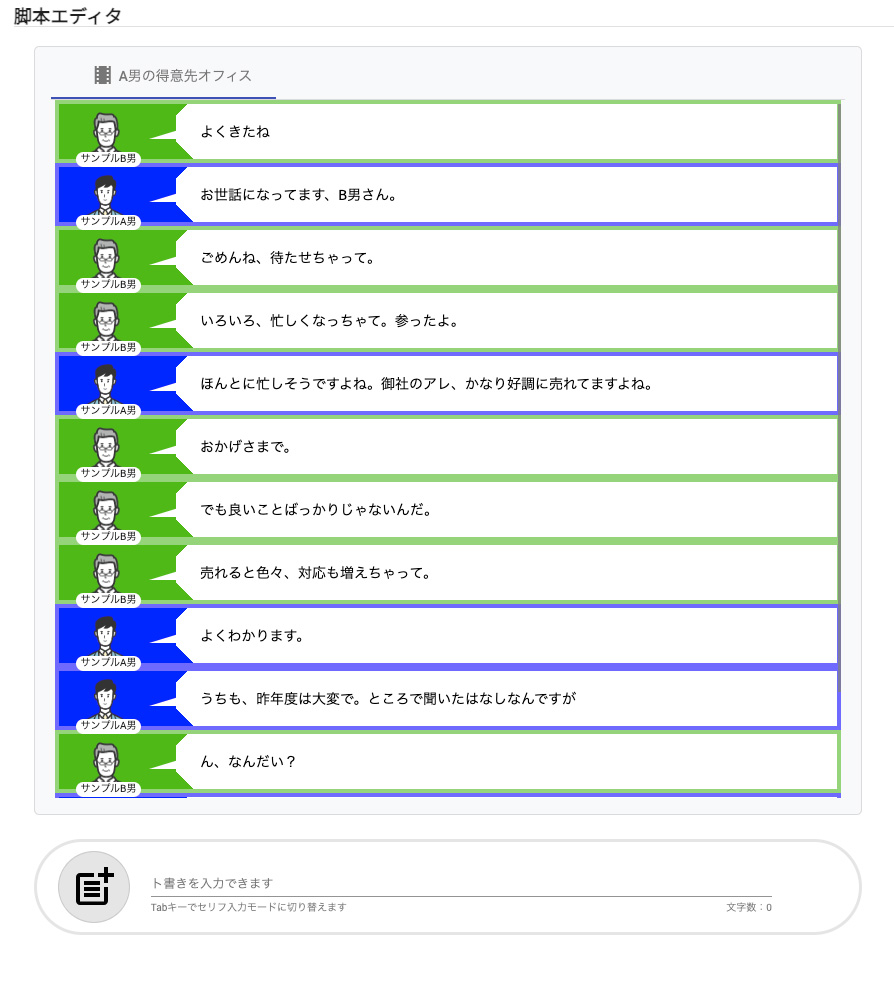 脚本エディタ
A男の得意先オフィス
よくきたね
サンプルB男
お世話になってます、B男さん。
サンプルA男
ごめんね、待たせちゃって。
サンプルB男
いろいろ、忙しくなっちゃて。参ったよ。
サンプルB男
ほんとに忙しそうですよね。御社のアレ、かなり好調に売れてますよね。
サンプルA男
おかげさまで。
サンプルB男
でも良いことばっかりじゃないんだ。
サンプルB男
売れると色々、対応も増えちゃって。
サンプルB男
よくわかります。
サンプルA男
うちも、昨年度は大変で。ところで聞いたはなしなんですが
サンプルA男
ん、なんだい？
サンプルB男
ト書きを入力できます
Tabキーでセリフ入力モードに切り替えます
文字数：0